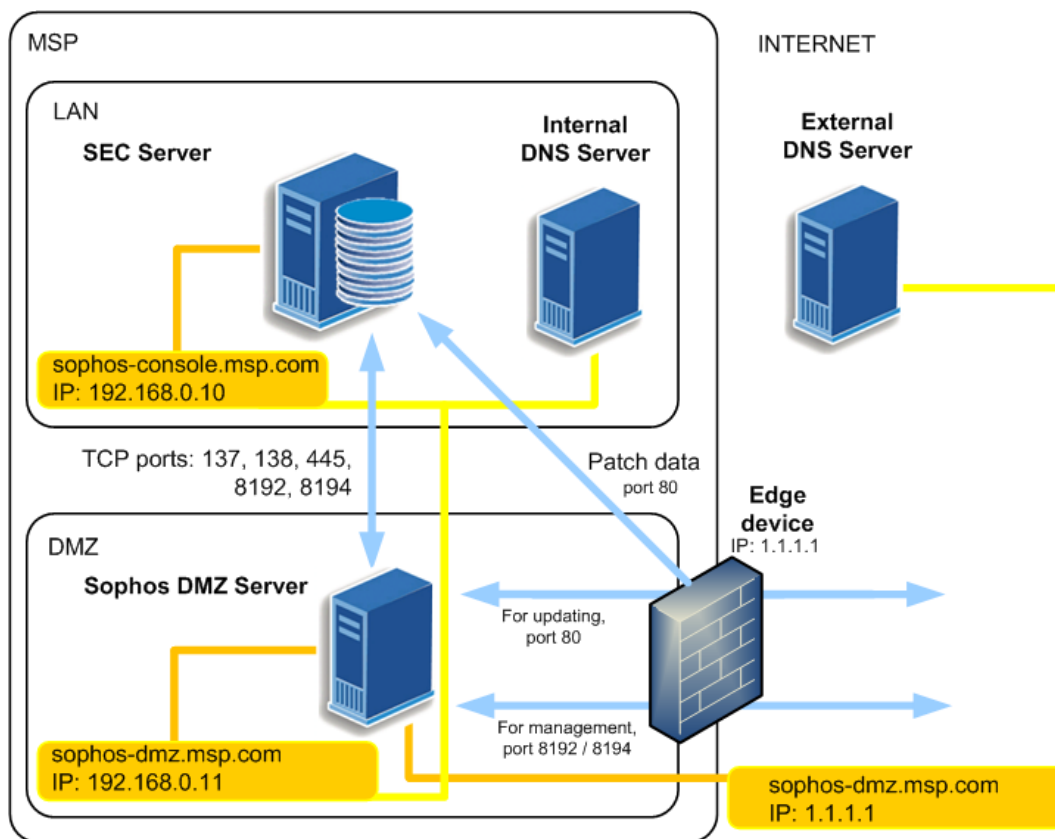 MSP
INTERNET
LAN
SEC Server
Internal
DNS Server
External
DNS Server
sophos-console.msp.com
IP: 192.168.0.10
TCP ports: 137, 138, 445,
8192, 8194
Patch data
port 80
Edge
device
IP: 1.1.1.1
DMZ
Sophos DMZ Server
For updating,
port 80
For management,
port 8192 / 8194
sophos-dmz.msp.com
IP: 192.168.0.11
sophos-dmz.msp.com
IP: 1.1.1.1